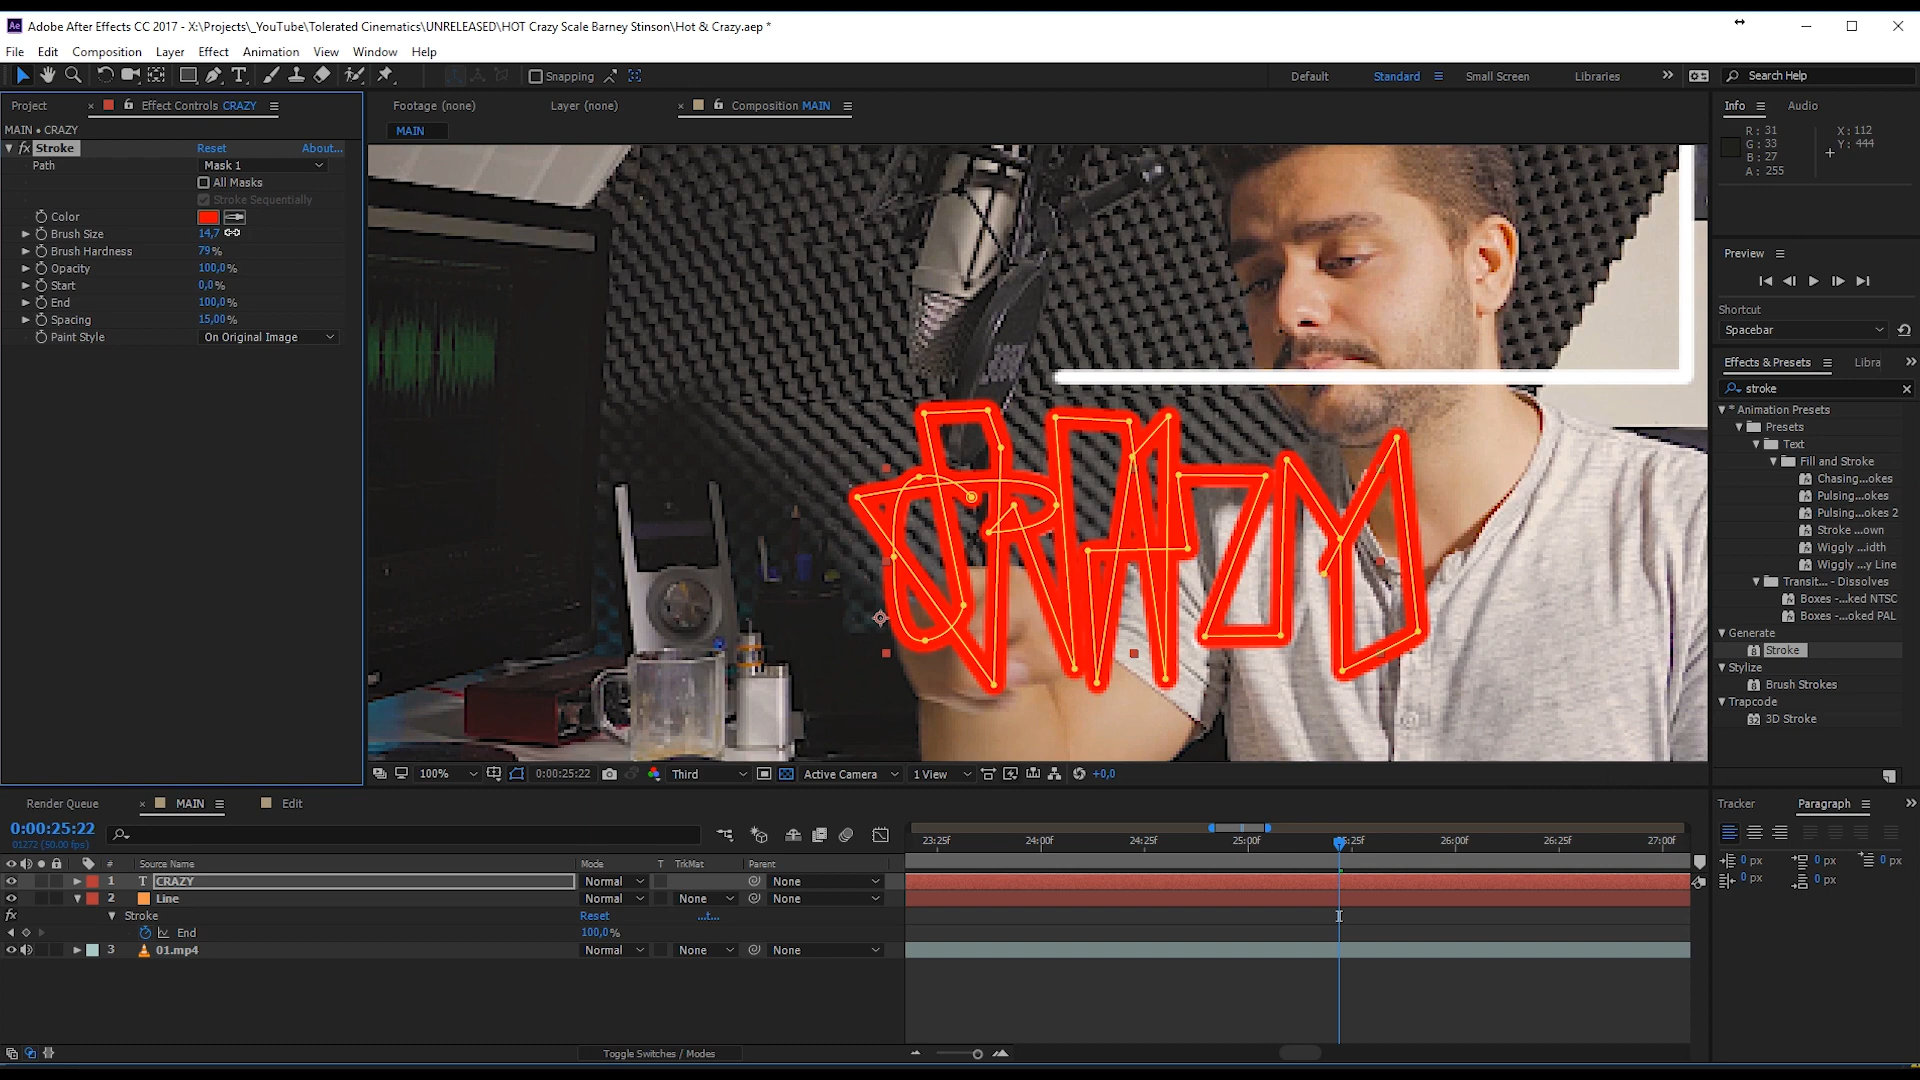 Adobe After Effects CC 2017 - X:\Projects\_YouTube\Tolerated Cinematics\UNRELEASED\HOT Crazy Scale Barney Stinson\Hot & Crazy.aep *
File Edit Composition Layer Effect Animation View Window Help
Snapping Default Standard Small Screen Libraries Search Help
Project Effect Controls CRAZY Footage (none) Layer (none) Composition MAIN Info Audio
MAIN • CRAZY MAIN
fx Stroke Reset About...
Path Mask 1
All Masks
Stroke Sequentially
Color
Brush Size 14,7
Brush Hardness 79%
Opacity 100,0%
Start 0,0%
End 100,0%
Spacing 15,00%
Paint Style On Original Image
CRAZY
R: 31 X: 112
G: 33 Y: 444
B: 27
A: 255
Preview
Shortcut
Spacebar
Effects & Presets Libra
stroke
* Animation Presets
Presets
Text
Fill and Stroke
Chasing...okes
Pulsing...okes
Pulsing...okes 2
Stroke ...own
Wiggly ...idth
Wiggly ...y Line
Transit... - Dissolves
Boxes -...ked NTSC
Boxes -...oked PAL
Generate
Stroke
Stylize
Brush Strokes
Trapcode
3D Stroke
100% 0:00:25:22 Third Active Camera 1 View +0,0
Render Queue MAIN Edit Tracker Paragraph
0:00:25:22
01272 (50.00 fps)
23:25f 24:00f 24:25f 25:00f 25:25f 26:00f 26:25f 27:00f
# Source Name Mode T TrkMat Parent
1 T CRAZY Normal None
2 Line Normal None None
fx Stroke Reset ...t...
End 100,0%
3 01.mp4 Normal None None
0 px 0 px 0 px
0 px 0 px
Toggle Switches / Modes